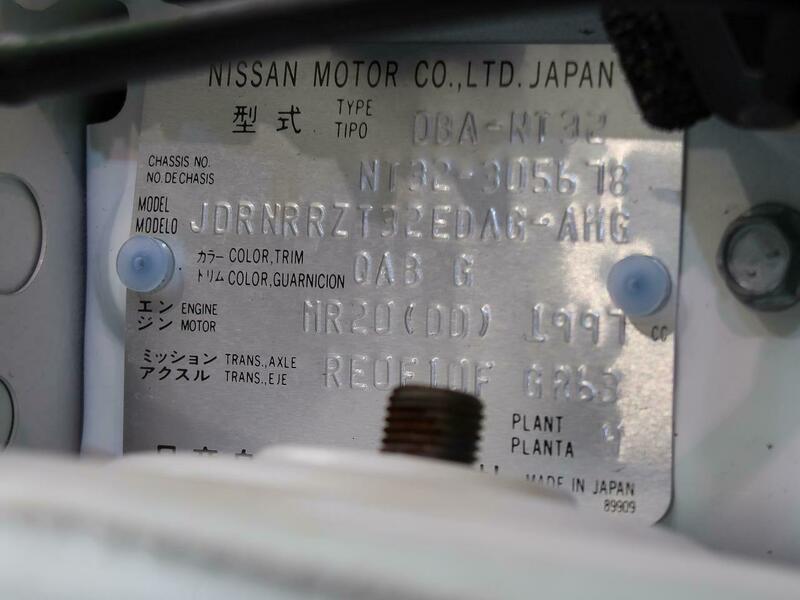 NISSAN MOTOR CO.,LTD. JAPAN
型式 TYPE TIPO DBA-NT32
CHASSIS NO. NO. DE CHASIS NT32-305678
MODEL MODELO JDRNRRZT32EDAG-AHG
カラー COLOR,TRIM
トリム COLOR,GUARNICION QAB G
エン ENGINE
ジン MOTOR MR20(DD) 1997 CC
ミッション TRANS.,AXLE
アクスル TRANS.,EJE RE0F10F GR63
PLANT
PLANTA
MADE IN JAPAN
89909